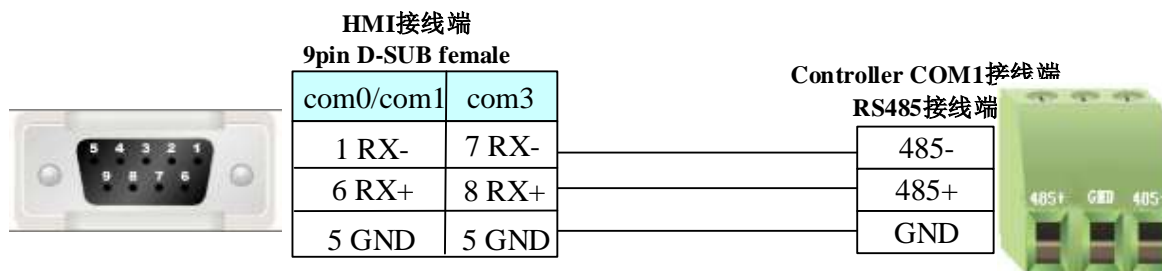 HMI接线端
9pin D-SUB female
Controller COM1接线端
RS485接线端
com0/com1 com3
1 RX- 7 RX- 485-
6 RX+ 8 RX+ 485+
5 GND 5 GND GND
5 4 3 2 1
9 8 7 6
485+ GND 485-